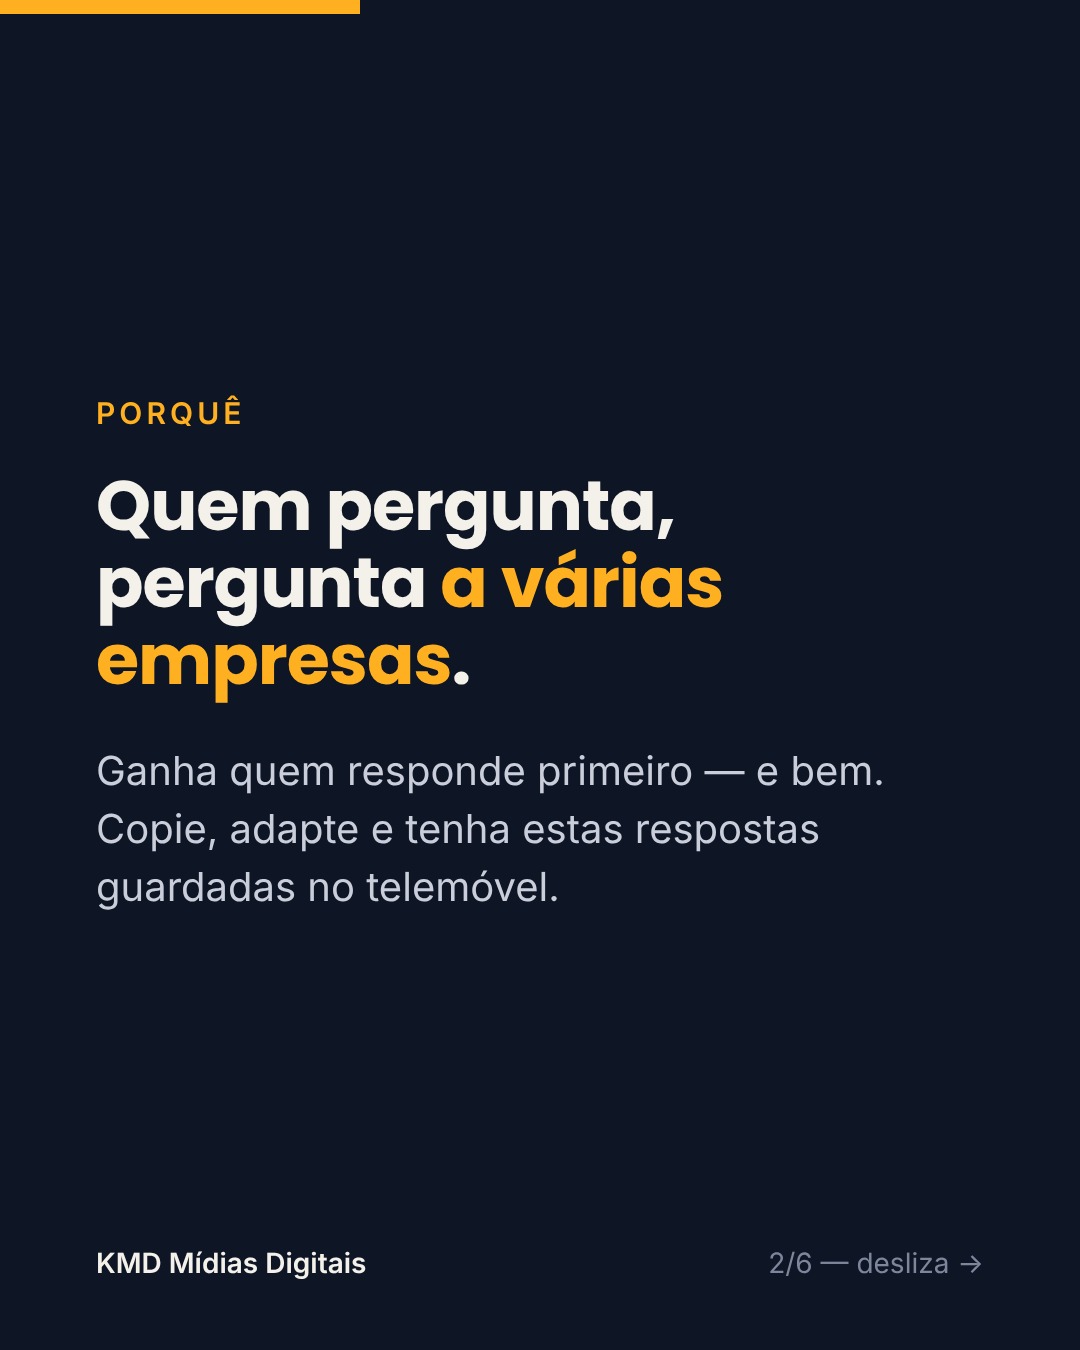 PORQUÊ
Quem pergunta,
pergunta a várias
empresas.
Ganha quem responde primeiro — e bem.
Copie, adapte e tenha estas respostas
guardadas no telemóvel.
KMD Mídias Digitais
2/6 — desliza →